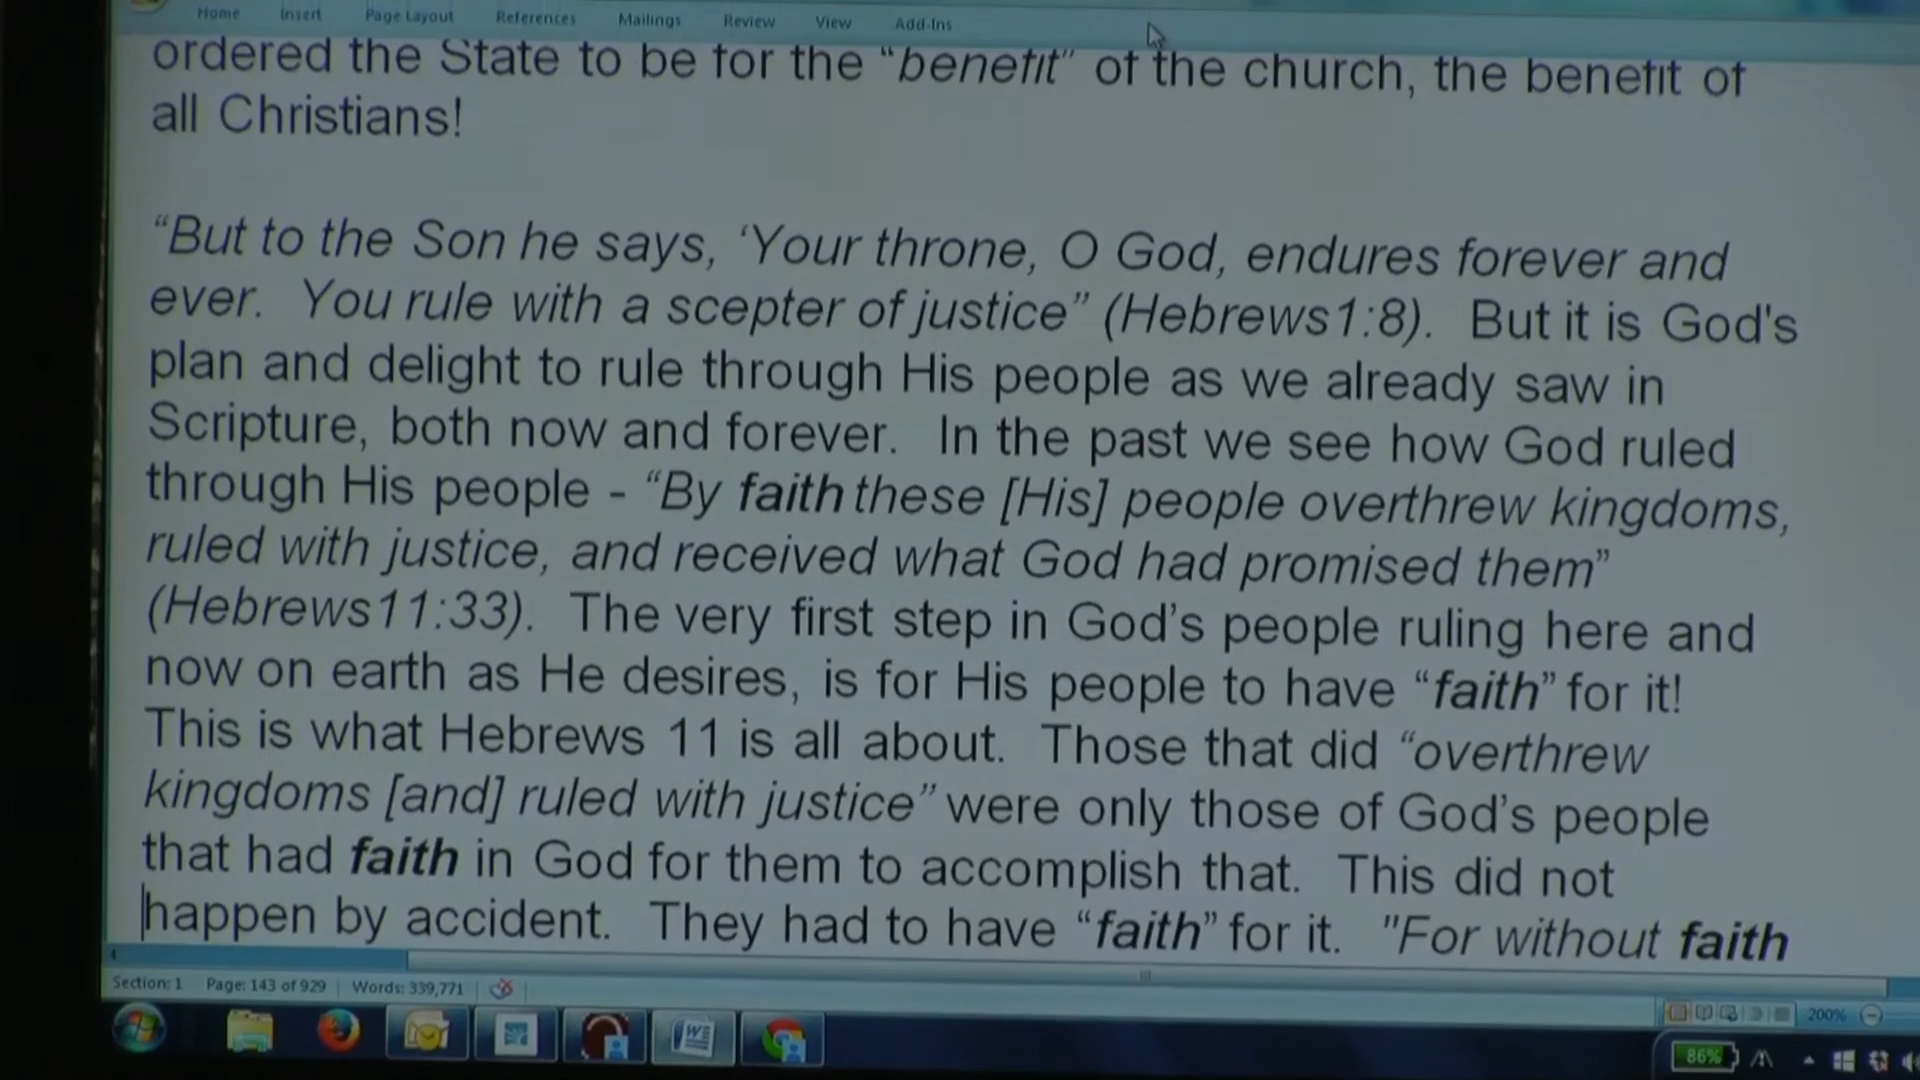 Home Insert Page Layout References Mailings Review View Add-Ins
ordered the State to be for the “benefit” of the church, the benefit of
all Christians!
“But to the Son he says, ‘Your throne, O God, endures forever and
ever. You rule with a scepter of justice” (Hebrews1:8). But it is God's
plan and delight to rule through His people as we already saw in
Scripture, both now and forever. In the past we see how God ruled
through His people - “By faith these [His] people overthrew kingdoms,
ruled with justice, and received what God had promised them”
(Hebrews11:33). The very first step in God’s people ruling here and
now on earth as He desires, is for His people to have “faith” for it!
This is what Hebrews 11 is all about. Those that did “overthrew
kingdoms [and] ruled with justice” were only those of God’s people
that had faith in God for them to accomplish that. This did not
happen by accident. They had to have “faith” for it. "For without faith
Section: 1 Page: 143 of 929 Words: 339,771
200%
86%